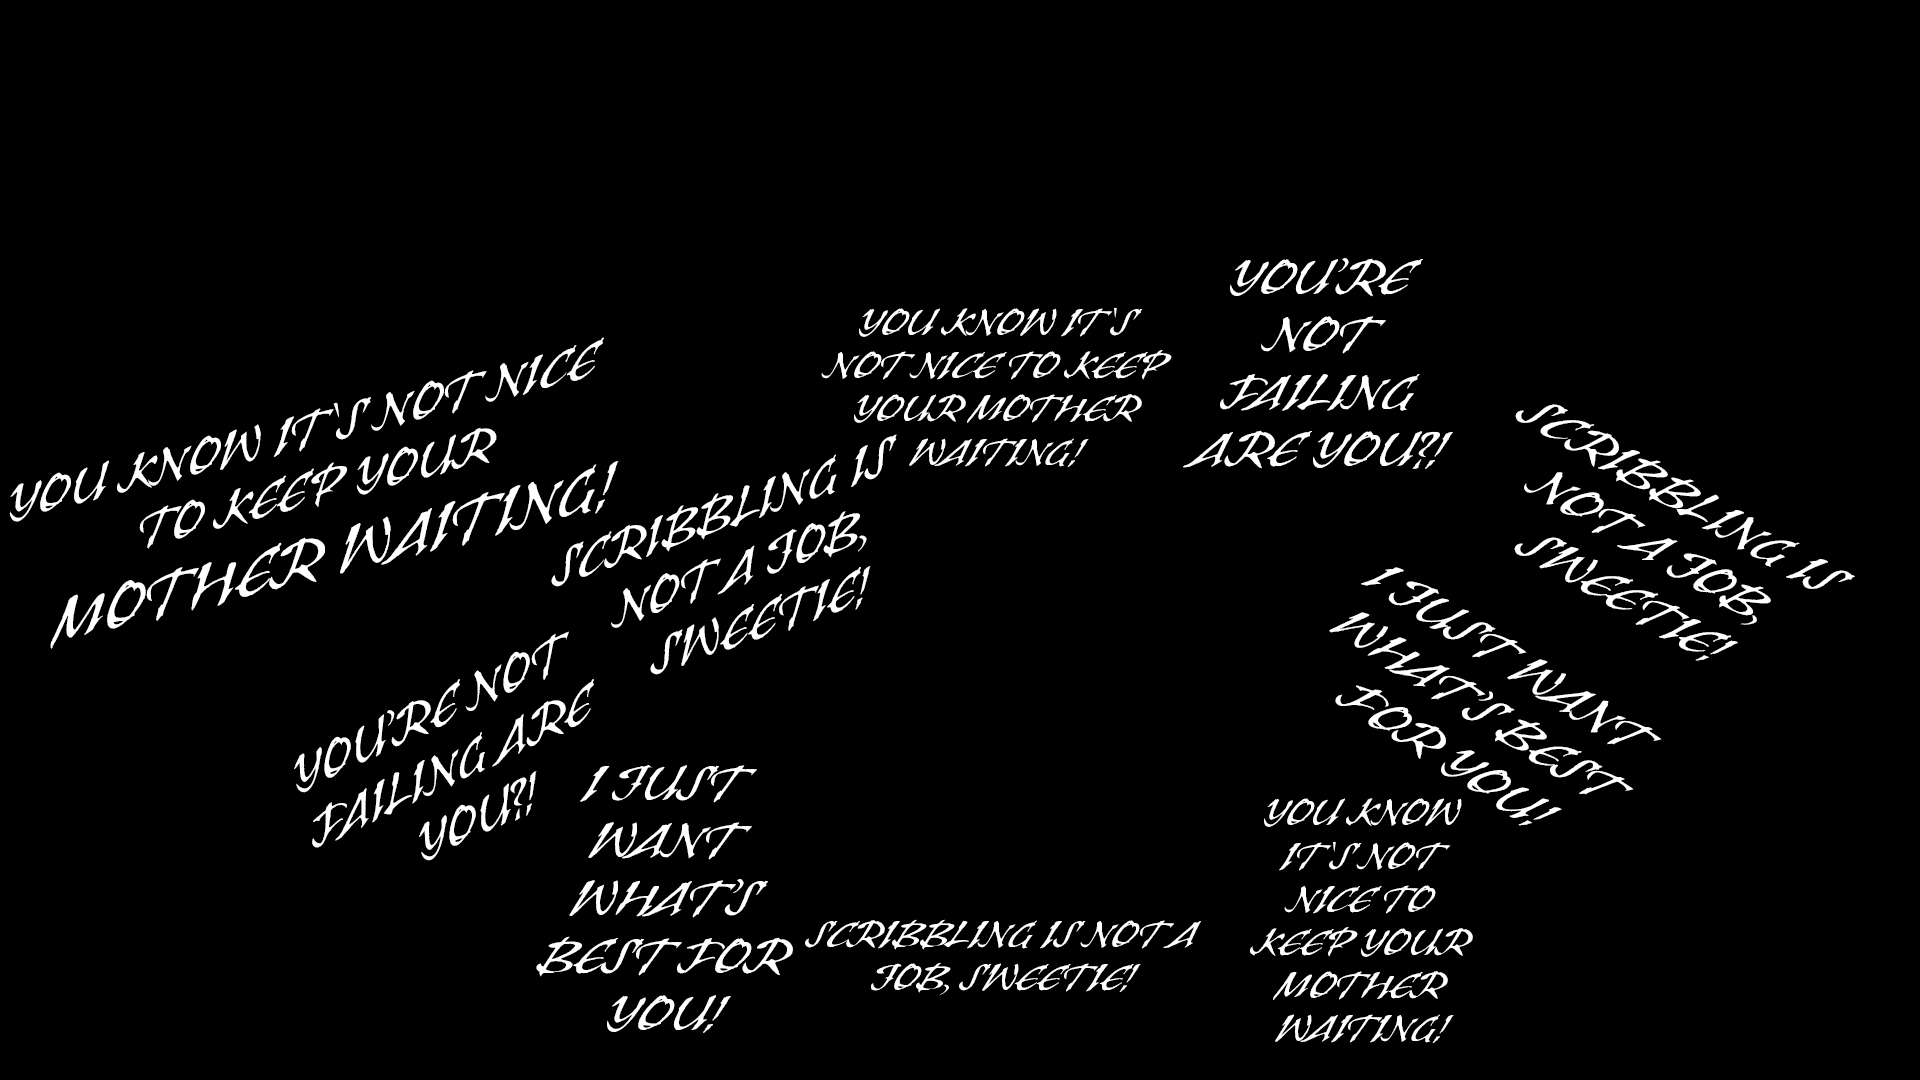 YOU KNOW IT'S NOT NICE
TO KEEP YOUR
MOTHER WAITING!
YOU KNOW IT'S
NOT NICE TO KEEP
YOUR MOTHER
WAITING!
YOU'RE
NOT
FAILING
ARE YOU?!
SCRIBBLING IS
NOT A JOB,
SWEETIE!
SCRIBBLING IS
NOT A JOB,
SWEETIE!
I JUST WANT
WHAT'S BEST
FOR YOU!
YOU'RE NOT
FAILING ARE
YOU?!
I JUST
WANT
WHAT'S
BEST FOR
YOU!
SCRIBBLING IS NOT A
JOB, SWEETIE!
YOU KNOW
IT'S NOT
NICE TO
KEEP YOUR
MOTHER
WAITING!